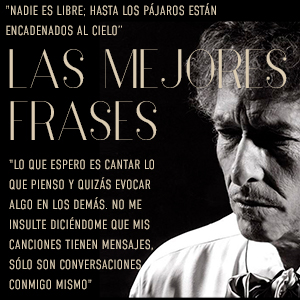 "NADIE ES LIBRE; HASTA LOS PÁJAROS ESTÁN
ENCADENADOS AL CIELO"
LAS MEJORES
FRASES
"LO QUE ESPERO ES CANTAR LO
QUE PIENSO Y QUIZÁS EVOCAR
ALGO EN LOS DEMÁS. NO ME
INSULTE DICIÉNDOME QUE MIS
CANCIONES TIENEN MENSAJES,
SÓLO SON CONVERSACIONES
CONMIGO MISMO"